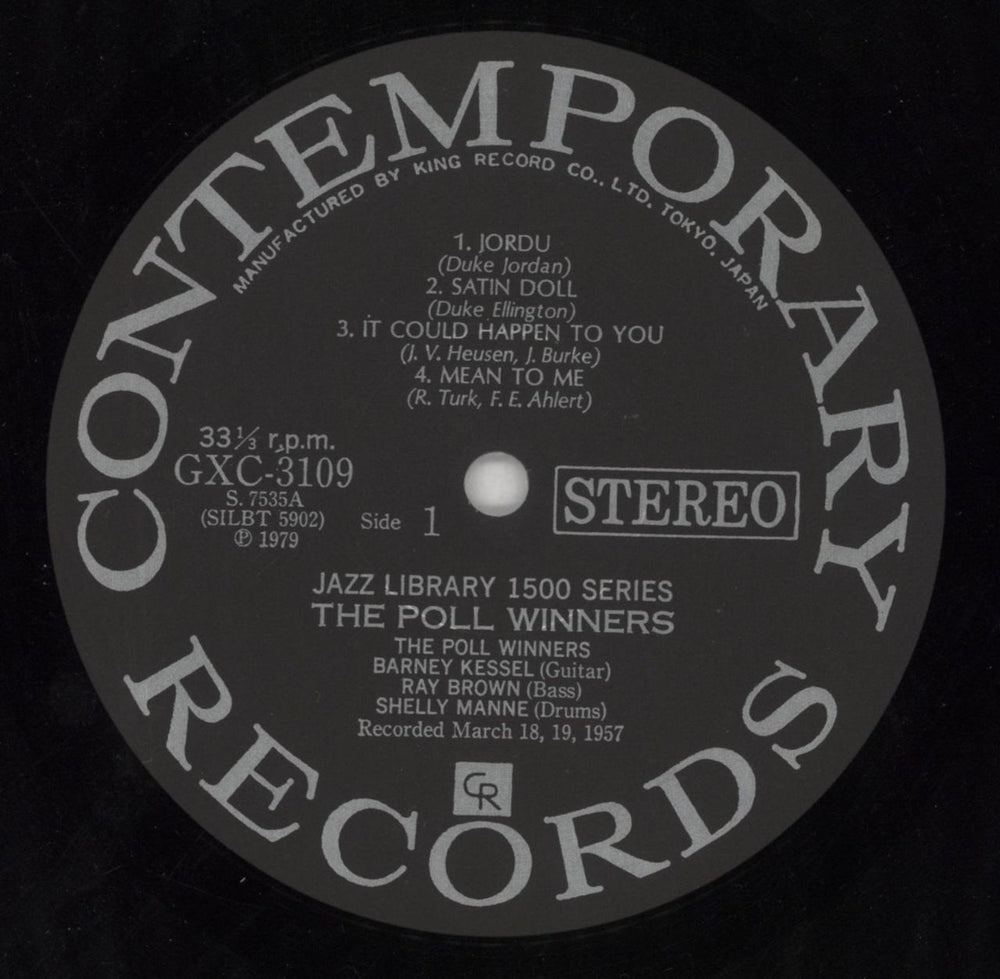 CONTEMPORARY
MANUFACTURED BY KING RECORD CO., LTD. TOKYO. JAPAN
1. JORDU
(Duke Jordan)
2. SATIN DOLL
(Duke Ellington)
3. IT COULD HAPPEN TO YOU
(J. V. Heusen, J. Burke)
4. MEAN TO ME
(R. Turk, F. E. Ahlert)
33⅓ r.p.m.
GXC-3109
S. 7535A
(SILBT 5902)
℗ 1979
Side 1
STEREO
JAZZ LIBRARY 1500 SERIES
THE POLL WINNERS
THE POLL WINNERS
BARNEY KESSEL (Guitar)
RAY BROWN (Bass)
SHELLY MANNE (Drums)
Recorded March 18, 19, 1957
CR
RECORDS